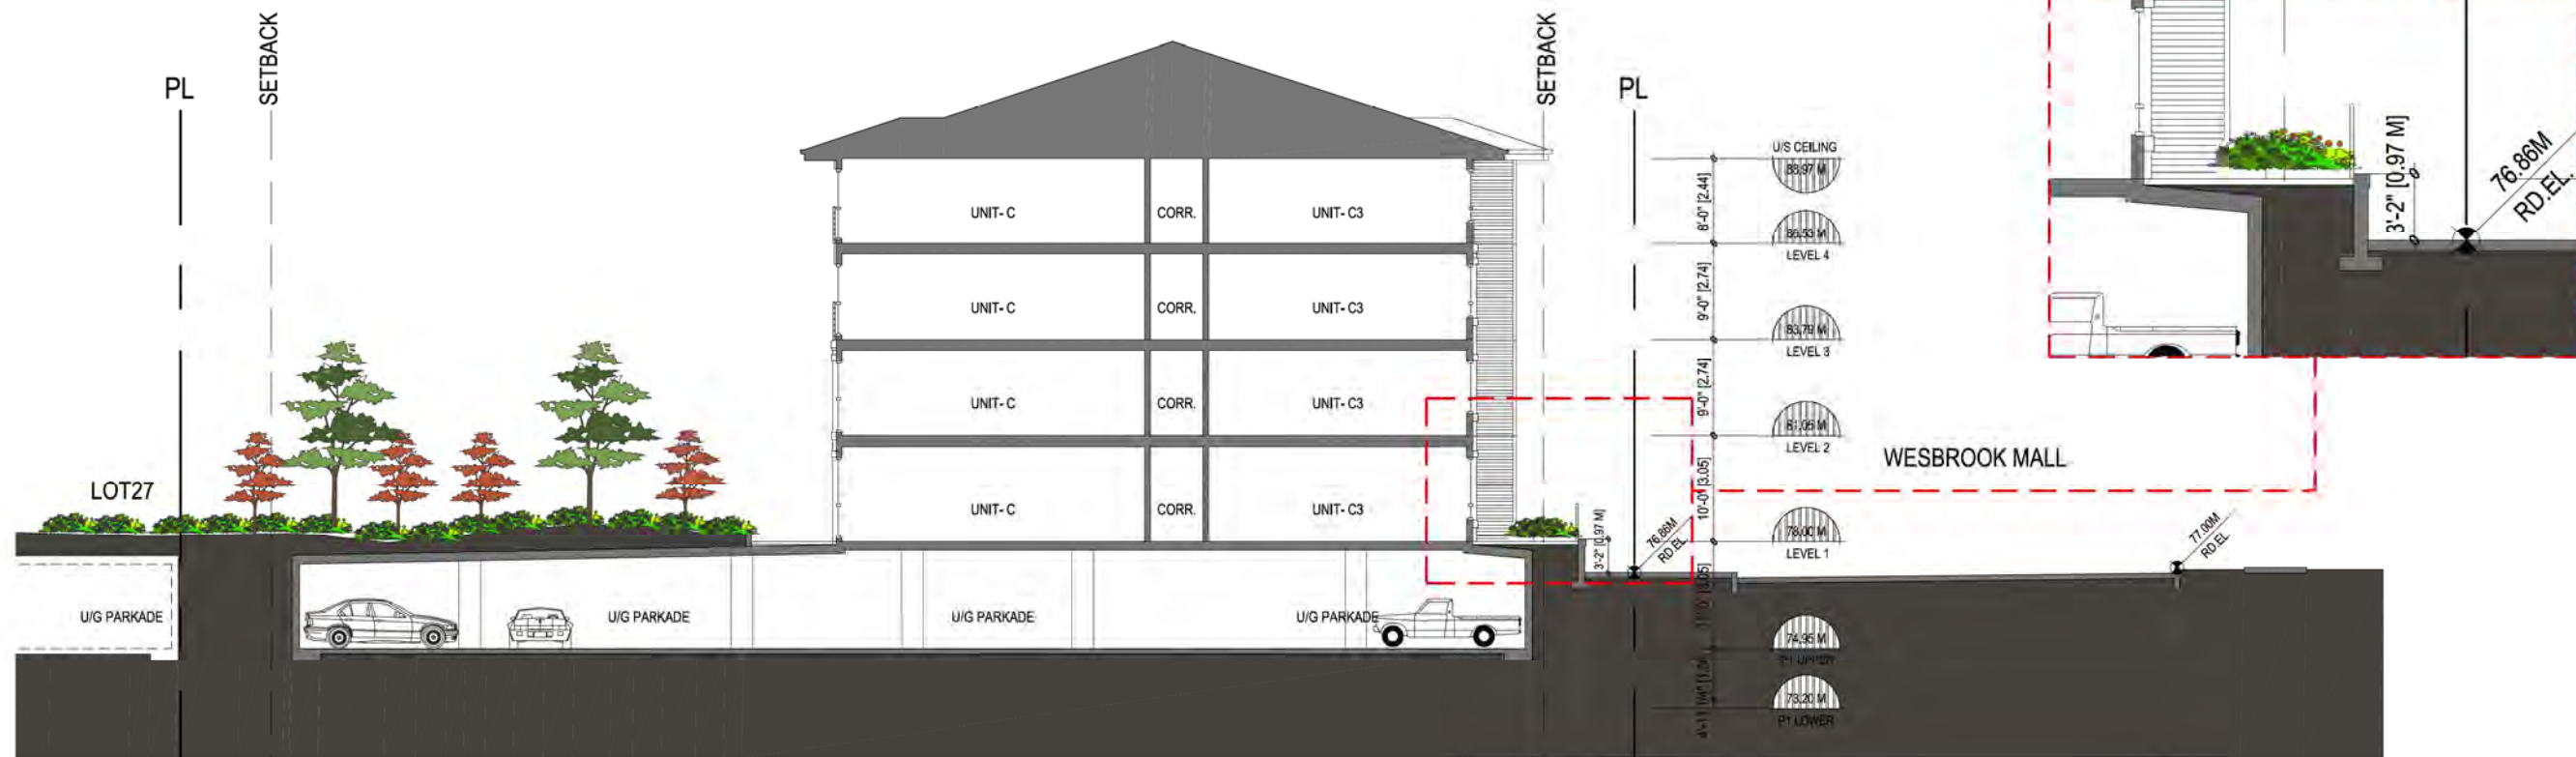 PL
SETBACK
SETBACK
PL
U/S CEILING
88.97 M
8'-0" [2.44]
UNIT- C
CORR.
UNIT- C3
86.53 M
LEVEL 4
9'-0" [2.74]
UNIT- C
CORR.
UNIT- C3
83.79 M
LEVEL 3
9'-0" [2.74]
UNIT- C
CORR.
UNIT- C3
81.05 M
LEVEL 2
WESBROOK MALL
LOT27
10'-0" [3.05]
UNIT- C
CORR.
UNIT- C3
78.00 M
LEVEL 1
3'-2" [0.97 M]
76.86M
RD.EL.
77.00M
RD.EL
U/G PARKADE
U/G PARKADE
U/G PARKADE
U/G PARKADE
74.95 M
73.20 M
P1 LOWER
3'-2" [0.97 M]
76.86M
RD.EL.